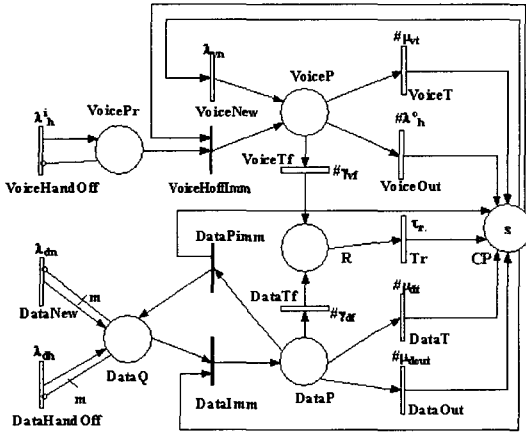 λvn
VoiceP
#μvt
VoiceT
VoiceNew
λⁱh
VoicePr
#λ°h
VoiceHandOff
VoiceHoffImm
VoiceTf
#γvf
VoiceOut
s
CP
DataPimm
R
τr
Tr
λdn
m
DataNew
DataTf
#γdf
#μdt
DataT
λdh
DataQ
m
#μdout
DataHandOff
DataImm
DataP
DataOut